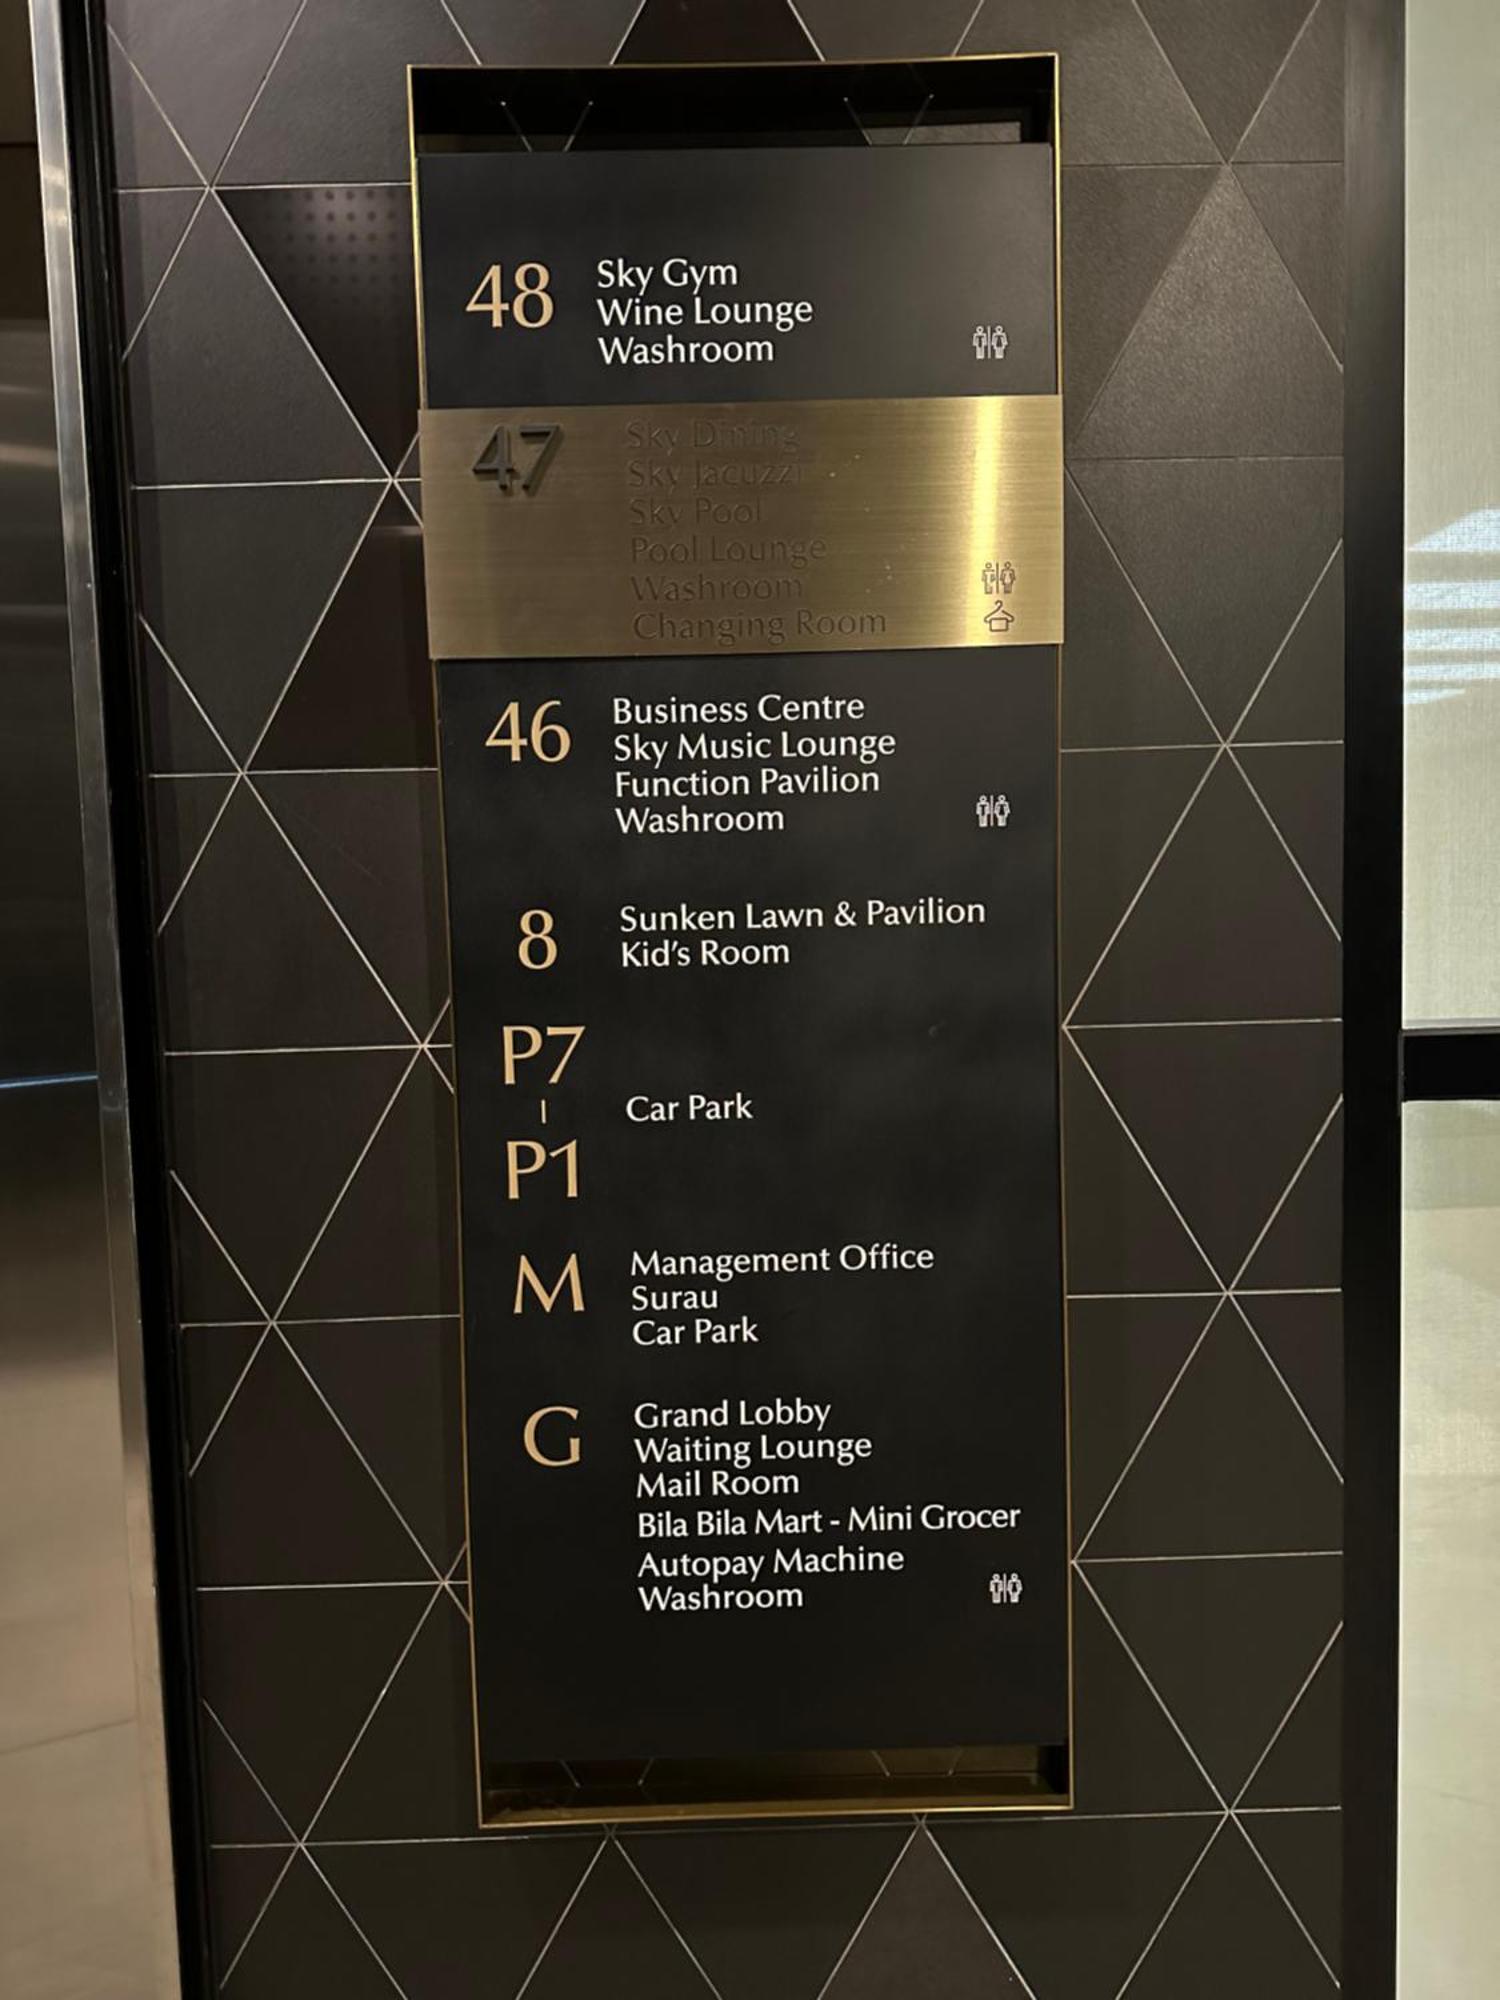 48 Sky Gym
Wine Lounge
Washroom
47 Sky Dining
Sky Jacuzzi
Sky Pool
Pool Lounge
Washroom
Changing Room
46 Business Centre
Sky Music Lounge
Function Pavilion
Washroom
8 Sunken Lawn & Pavilion
Kid's Room
P7
|
Car Park
P1
M Management Office
Surau
Car Park
G Grand Lobby
Waiting Lounge
Mail Room
Bila Bila Mart - Mini Grocer
Autopay Machine
Washroom